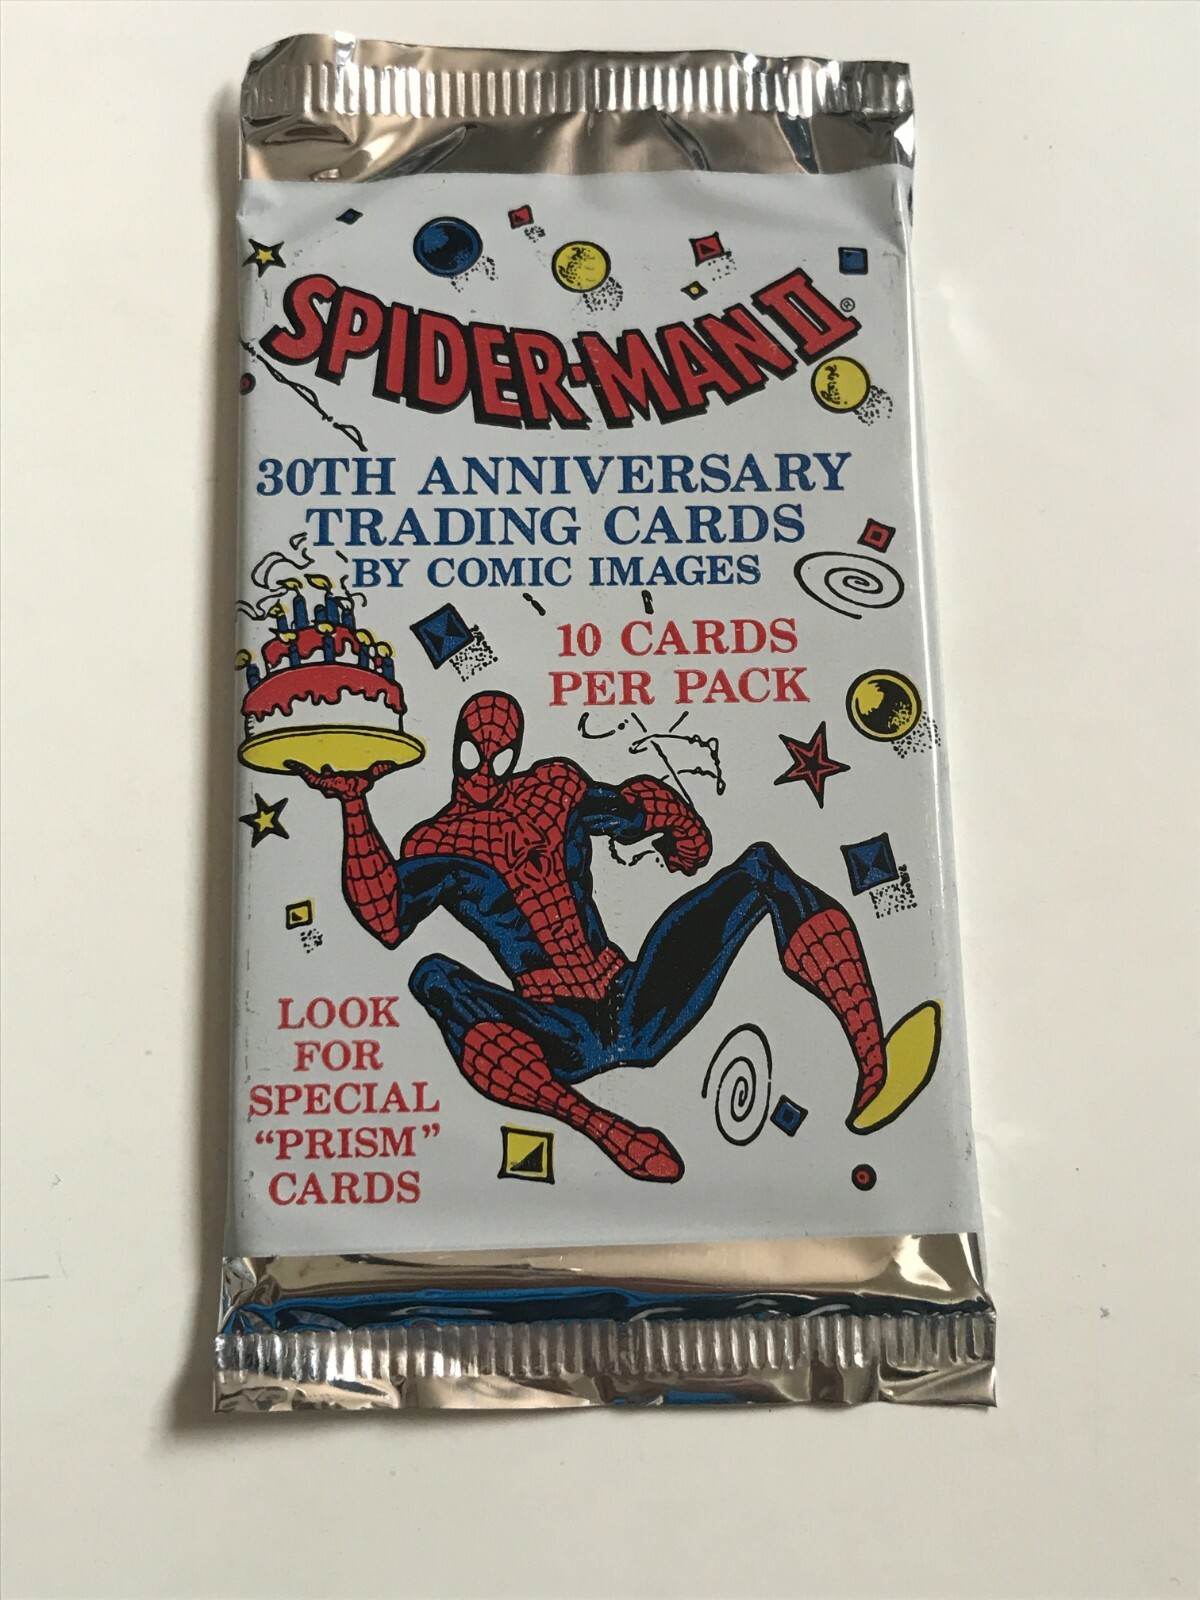 SPIDER-MAN II ®
30TH ANNIVERSARY
TRADING CARDS
BY COMIC IMAGES
10 CARDS
PER PACK
LOOK
FOR
SPECIAL
“PRISM”
CARDS